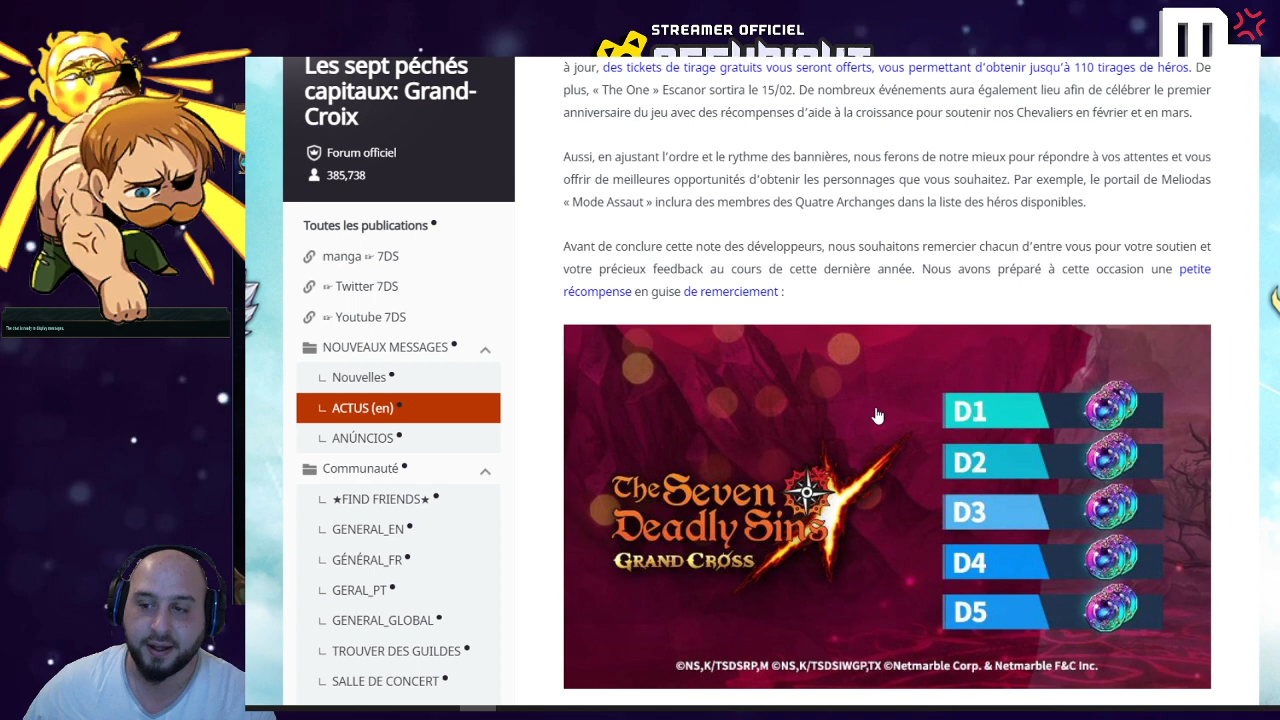 STREAMER OFFICIEL
Les sept péchés
capitaux: Grand-
Croix
Forum officiel
385,738
Toutes les publications
manga ☞ 7DS
☞ Twitter 7DS
☞ Youtube 7DS
NOUVEAUX MESSAGES
Nouvelles
ACTUS (en)
ANÚNCIOS
Communauté
★FIND FRIENDS★
GENERAL_EN
GÉNÉRAL_FR
GERAL_PT
GENERAL_GLOBAL
TROUVER DES GUILDES
SALLE DE CONCERT
à jour, des tickets de tirage gratuits vous seront offerts, vous permettant d’obtenir jusqu’à 110 tirages de héros. De
plus, « The One » Escanor sortira le 15/02. De nombreux événements aura également lieu afin de célébrer le premier
anniversaire du jeu avec des récompenses d’aide à la croissance pour soutenir nos Chevaliers en février et en mars.
Aussi, en ajustant l’ordre et le rythme des bannières, nous ferons de notre mieux pour répondre à vos attentes et vous
offrir de meilleures opportunités d’obtenir les personnages que vous souhaitez. Par exemple, le portail de Meliodas
« Mode Assaut » inclura des membres des Quatre Archanges dans la liste des héros disponibles.
Avant de conclure cette note des développeurs, nous souhaitons remercier chacun d’entre vous pour votre soutien et
votre précieux feedback au cours de cette dernière année. Nous avons préparé à cette occasion une petite
récompense en guise de remerciement :
The Seven
Deadly Sins
GRAND CROSS
D1
D2
D3
D4
D5
©NS,K/TSDSRP,M ©NS,K/TSDSIWGP,TX ©Netmarble Corp. & Netmarble F&C Inc.